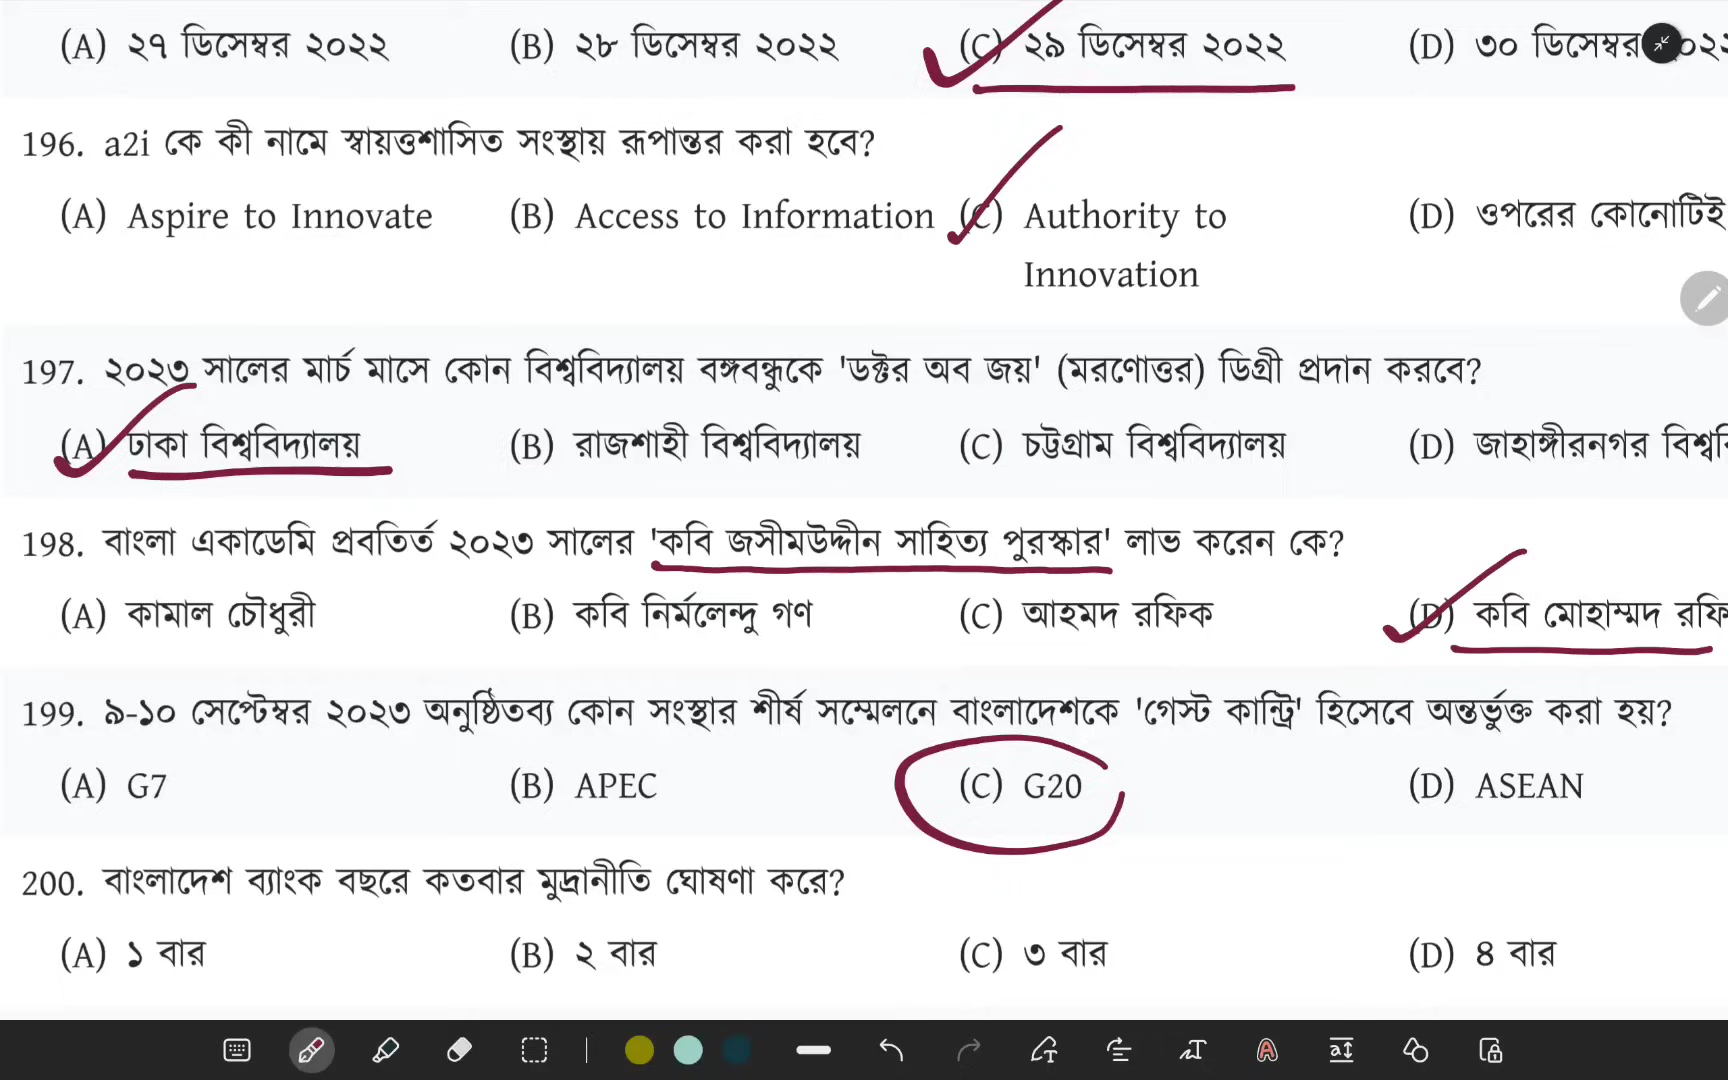 (A) ২৭ ডিসেম্বর ২০২২ (B) ২৮ ডিসেম্বর ২০২২ (C) ২৯ ডিসেম্বর ২০২২ (D) ৩০ ডিসেম্বর
196. a2i কে কী নামে স্বায়ত্তশাসিত সংস্থায় রূপান্তর করা হবে?
(A) Aspire to Innovate (B) Access to Information (C) Authority to (D) ওপরের কোনোটিই
Innovation
197. ২০২৩ সালের মার্চ মাসে কোন বিশ্ববিদ্যালয় বঙ্গবন্ধুকে 'ডক্টর অব জয়' (মরণোত্তর) ডিগ্রী প্রদান করবে?
(A) ঢাকা বিশ্ববিদ্যালয় (B) রাজশাহী বিশ্ববিদ্যালয় (C) চট্টগ্রাম বিশ্ববিদ্যালয় (D) জাহাঙ্গীরনগর
198. বাংলা একাডেমি প্রবতির্ত ২০২৩ সালের 'কবি জসীমউদ্দীন সাহিত্য পুরস্কার' লাভ করেন কে?
(A) কামাল চৌধুরী (B) কবি নির্মলেন্দু গণ (C) আহমদ রফিক (D) কবি মোহাম্মদ
199. ৯-১০ সেপ্টেম্বর ২০২৩ অনুষ্ঠিতব্য কোন সংস্থার শীর্ষ সম্মেলনে বাংলাদেশকে 'গেস্ট কান্ট্রি' হিসেবে অন্তর্ভুক্ত করা হয়?
(A) G7 (B) APEC (C) G20 (D) ASEAN
200. বাংলাদেশ ব্যাংক বছরে কতবার মুদ্রানীতি ঘোষণা করে?
(A) ১ বার (B) ২ বার (C) ৩ বার (D) ৪ বার